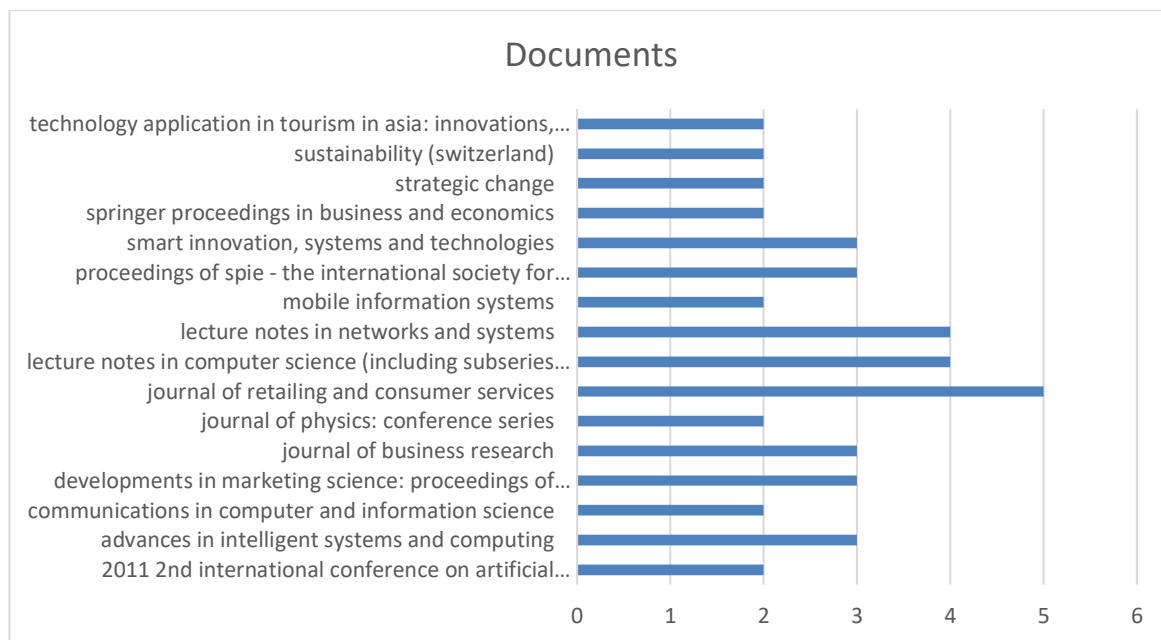 Documents
technology application in tourism in asia: innovations,...
sustainability (switzerland)
strategic change
springer proceedings in business and economics
smart innovation, systems and technologies
proceedings of spie - the international society for...
mobile information systems
lecture notes in networks and systems
lecture notes in computer science (including subseries...
journal of retailing and consumer services
journal of physics: conference series
journal of business research
developments in marketing science: proceedings of...
communications in computer and information science
advances in intelligent systems and computing
2011 2nd international conference on artificial...
0 1 2 3 4 5 6